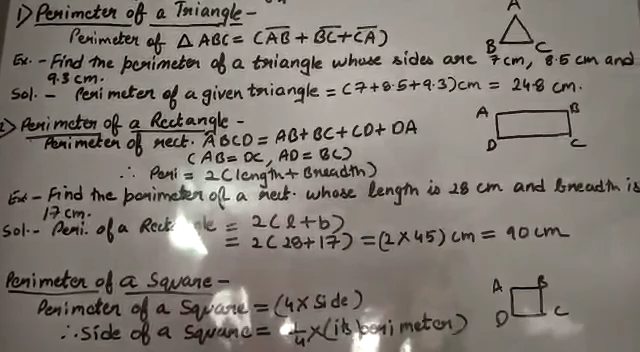 1) Perimeter of a Triangle -
Perimeter of △ ABC = (AB + BC + CA)
A
B
C
Ex. - Find the perimeter of a triangle whose sides are 7cm, 8.5 cm and
9.3 cm.
Sol. - Perimeter of a given triangle = (7+8.5+9.3)cm = 24.8 cm.
2) Perimeter of a Rectangle -
Perimeter of rect. ABCD = AB+BC+CD+DA
(AB=DC, AD=BC)
∴ Peri = 2(length+Breadth)
A
B
D
C
Ex - Find the perimeter of a rect. whose length is 28 cm and breadth is
17cm.
Sol.- Peri. of a Rectangle = 2(l+b)
= 2(28+17) = (2×45) cm = 90cm
Perimeter of a Square -
Perimeter of a Square = (4×Side)
∴ Side of a Square = 1/4 ×(its perimeter)
A
B
D
C